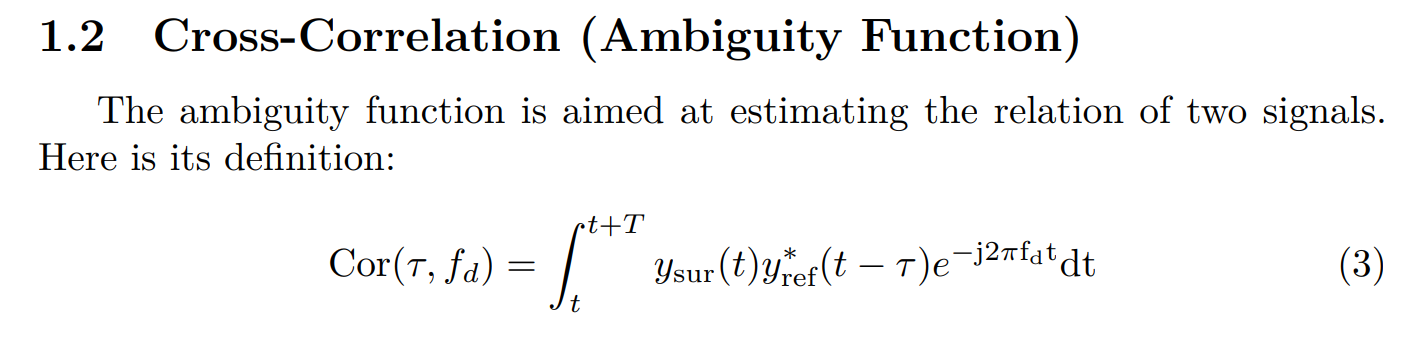 1.2 Cross-Correlation (Ambiguity Function)
The ambiguity function is aimed at estimating the relation of two signals.
Here is its definition:
Cor(τ, f_d) = ∫_t^{t+T} y_sur(t)y*_ref(t − τ)e^{−j2πf_d t}dt (3)